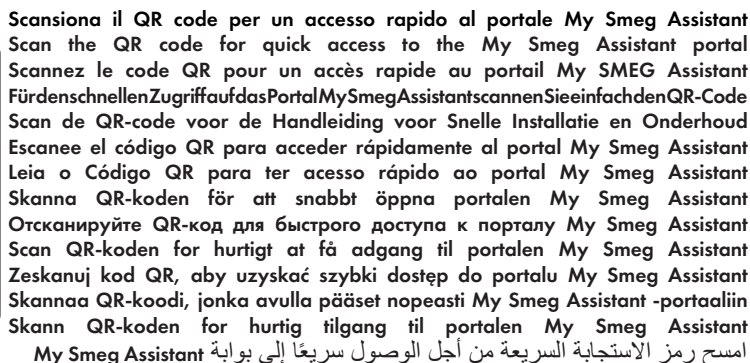 Scansiona il QR code per un accesso rapido al portale My Smeg Assistant
Scan the QR code for quick access to the My Smeg Assistant portal
Scannez le code QR pour un accès rapide au portail My SMEG Assistant
FürdenschnellenZugriffaufdasPortalMySmegAssistantscannenSieeinfachdenQR-Code
Scan de QR-code voor de Handleiding voor Snelle Installatie en Onderhoud
Escanee el código QR para acceder rápidamente al portal My Smeg Assistant
Leia o Código QR para ter acesso rápido ao portal My Smeg Assistant
Skanna QR-koden för att snabbt öppna portalen My Smeg Assistant
Отсканируйте QR-код для быстрого доступа к порталу My Smeg Assistant
Scan QR-koden for hurtigt at få adgang til portalen My Smeg Assistant
Zeskanuj kod QR, aby uzyskać szybki dostęp do portalu My Smeg Assistant
Skannaa QR-koodi, jonka avulla pääset nopeasti My Smeg Assistant -portaaliin
Skann QR-koden for hurtig tilgang til portalen My Smeg Assistant
امسح رمز الاستجابة السريعة من أجل الوصول سريعًا إلى بوابة My Smeg Assistant